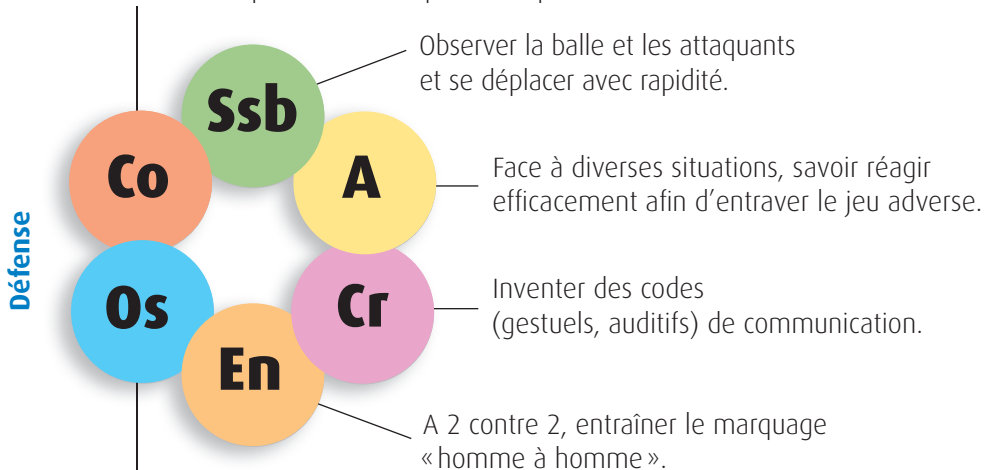 Observer la balle et les attaquants
et se déplacer avec rapidité.
Ssb
Co
A
Face à diverses situations, savoir réagir
efficacement afin d’entraver le jeu adverse.
Défense
Os
Cr
Inventer des codes
(gestuels, auditifs) de communication.
En
A 2 contre 2, entraîner le marquage
« homme à homme ».